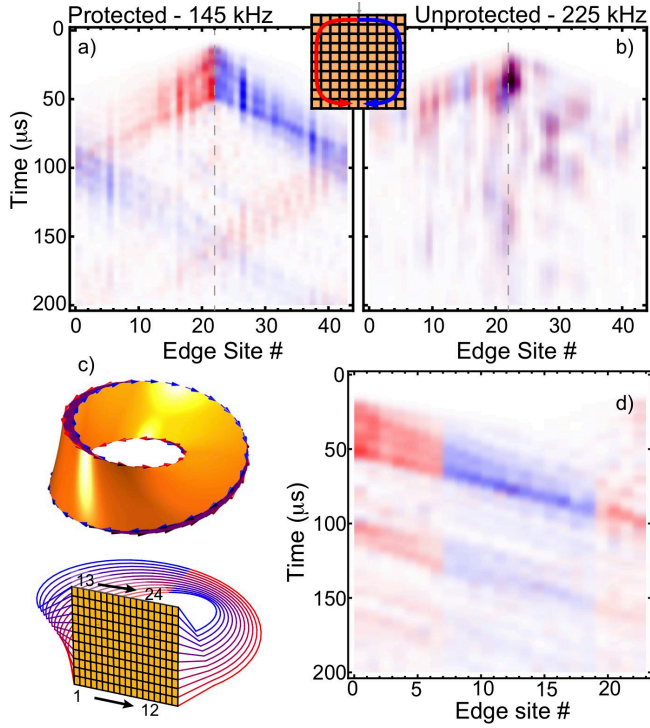 Protected - 145 kHz
Unprotected - 225 kHz
a)
b)
0
50
100
150
200
Time (μs)
0 10 20 30 40
0 10 20 30 40
Edge Site #
Edge Site #
c)
d)
0
50
100
150
200
Time (μs)
13
24
1
12
0 5 10 15 20
Edge site #